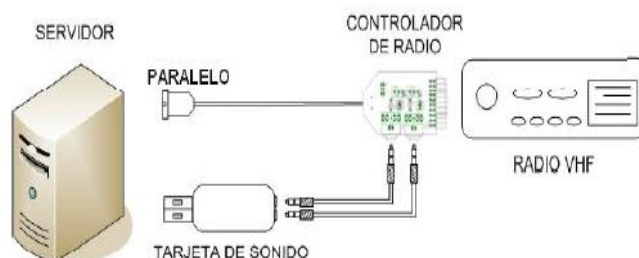 SERVIDOR
CONTROLADOR
DE RADIO
PARALELO
RADIO VHF
TARJETA DE SONIDO